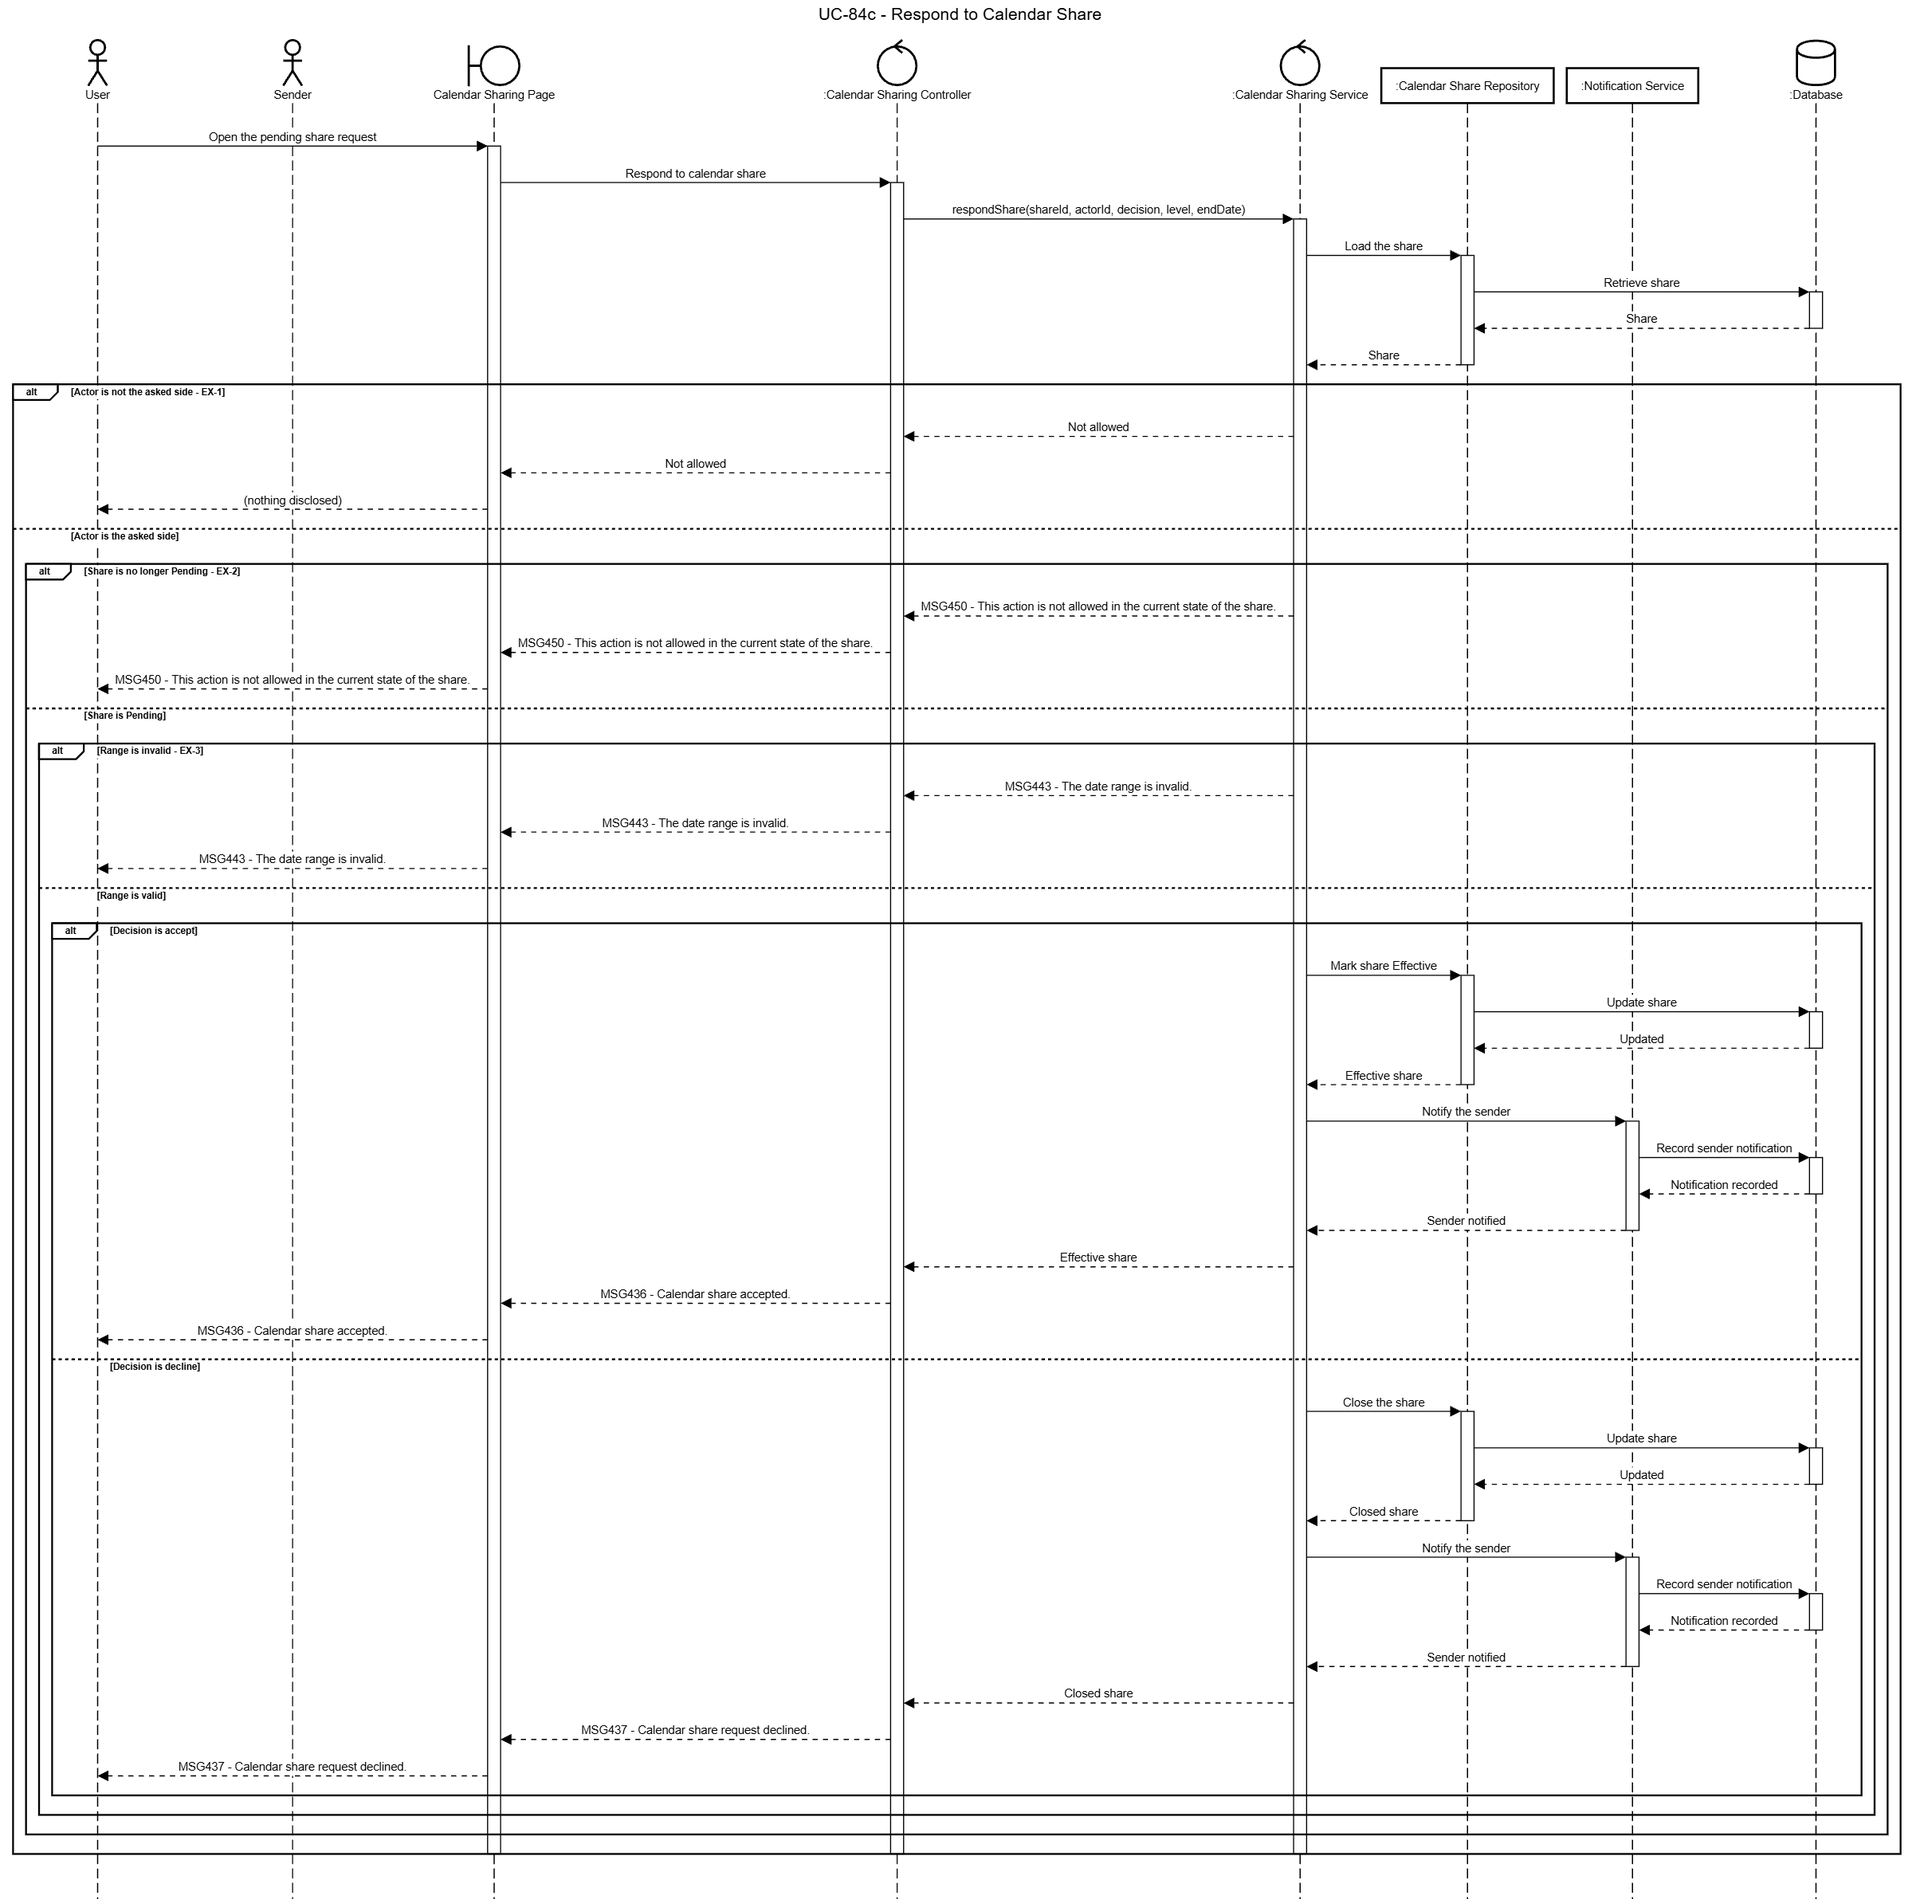 UC-84c - Respond to Calendar Share
User
Sender
Calendar Sharing Page
:Calendar Sharing Controller
:Calendar Sharing Service
:Calendar Share Repository
:Notification Service
:Database
Open the pending share request
Respond to calendar share
respondShare(shareId, actorId, decision, level, endDate)
Load the share
Retrieve share
Share
Share
alt
[Actor is not the asked side - EX-1]
Not allowed
Not allowed
(nothing disclosed)
[Actor is the asked side]
alt
[Share is no longer Pending - EX-2]
MSG450 - This action is not allowed in the current state of the share.
MSG450 - This action is not allowed in the current state of the share.
MSG450 - This action is not allowed in the current state of the share.
[Share is Pending]
alt
[Range is invalid - EX-3]
MSG443 - The date range is invalid.
MSG443 - The date range is invalid.
MSG443 - The date range is invalid.
[Range is valid]
alt
[Decision is accept]
Mark share Effective
Update share
Updated
Effective share
Notify the sender
Record sender notification
Notification recorded
Sender notified
Effective share
MSG436 - Calendar share accepted.
MSG436 - Calendar share accepted.
[Decision is decline]
Close the share
Update share
Updated
Closed share
Notify the sender
Record sender notification
Notification recorded
Sender notified
Closed share
MSG437 - Calendar share request declined.
MSG437 - Calendar share request declined.